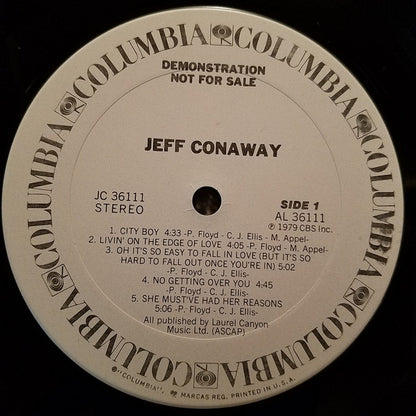 COLUMBIA COLUMBIA COLUMBIA COLUMBIA COLUMBIA COLUMBIA
DEMONSTRATION
NOT FOR SALE
JEFF CONAWAY
JC 36111
STEREO
SIDE 1
AL 36111
℗ 1979 CBS Inc.
1. CITY BOY 4:33 -P. Floyd - C. J. Ellis - M. Appel-
2. LIVIN' ON THE EDGE OF LOVE 4:05 -P. Floyd - M. Appel-
3. OH IT'S SO EASY TO FALL IN LOVE (BUT IT'S SO
HARD TO FALL OUT ONCE YOU'RE IN) 5:02
-P. Floyd - C. J. Ellis-
4. NO GETTING OVER YOU 4:45
-P. Floyd - C. J. Ellis-
5. SHE MUST'VE HAD HER REASONS
5:06 -P. Floyd - C. J. Ellis-
All published by Laurel Canyon
Music Ltd. (ASCAP)
"COLUMBIA", MARCAS REG. PRINTED IN U.S.A.